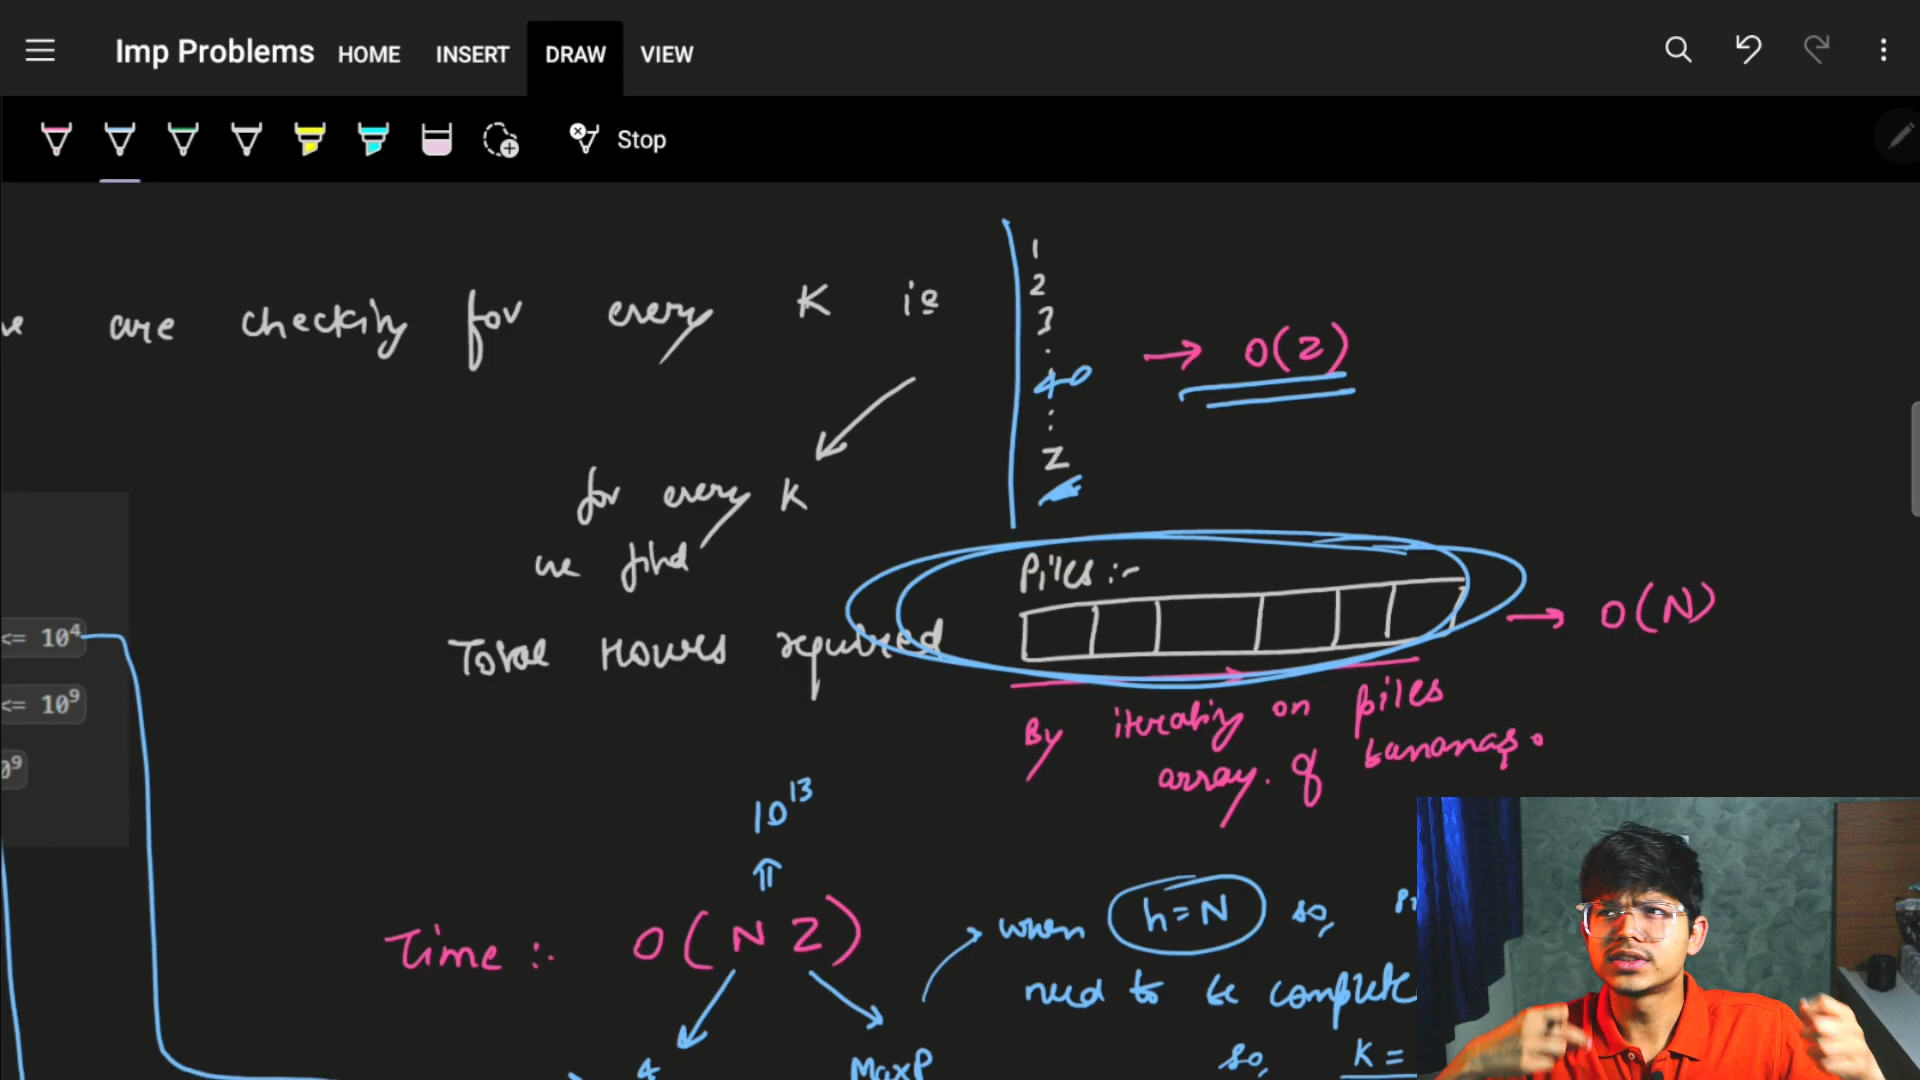 Imp Problems HOME INSERT DRAW VIEW
Stop
are checking for every K is
1
2
3
40
Z
→ O(Z)
for every K
we find
Total Hours required
Piles :-
→ O(N)
By iterating on piles
array. of bananas.
<= 10⁴
<= 10⁹
0⁹
10¹³
Time :- O(N Z)
when h=N so,
need to be complete
4
MaxP
so, K =